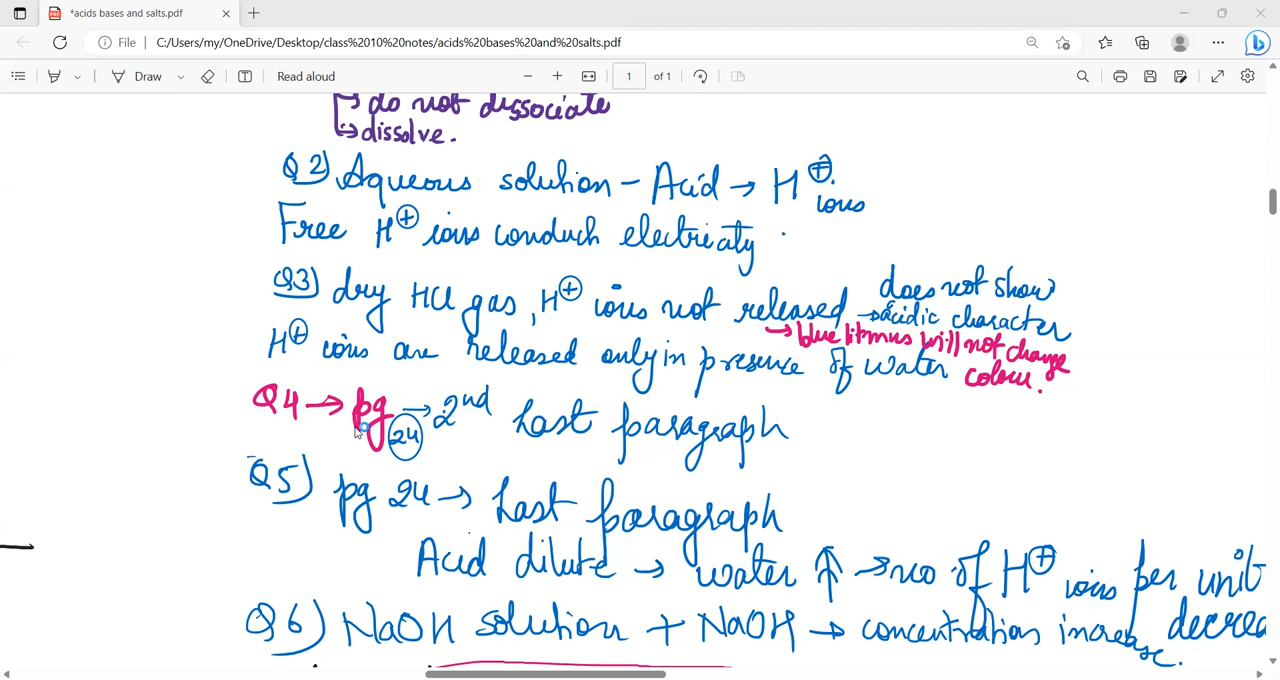 *acids bases and salts.pdf
File C:/Users/my/OneDrive/Desktop/class%2010%20notes/acids%20bases%20and%20salts.pdf
Draw Read aloud 1 of 1
do not dissociate
dissolve.
Q2) Aqueous solution - Acid → H⊕ ions
Free H⊕ ions conduch electricaty.
Q3) dry HCl gas, H⊕ ions not released → does not show acidic character
→ blue litmus will not change colour.
H⊕ ions are released only in presence of water
Q4 → pg 24 → 2nd Last paragraph
Q5) pg 24 → Last paragraph
Acid dilute → water ↑ → no of H⊕ ions per unit decrea
Q6) NaOH solution + NaOH → concentration increase.